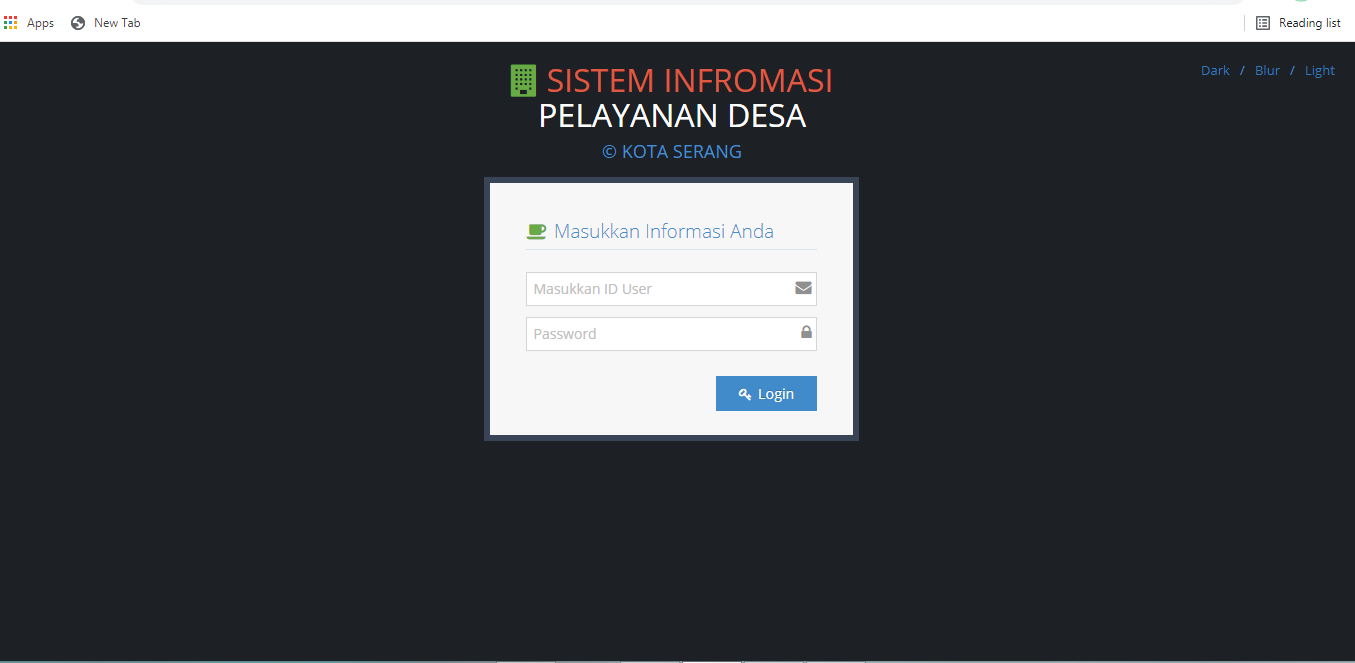 Apps New Tab Reading list
Dark / Blur / Light
SISTEM INFROMASI
PELAYANAN DESA
© KOTA SERANG
Masukkan Informasi Anda
Masukkan ID User
Password
Login